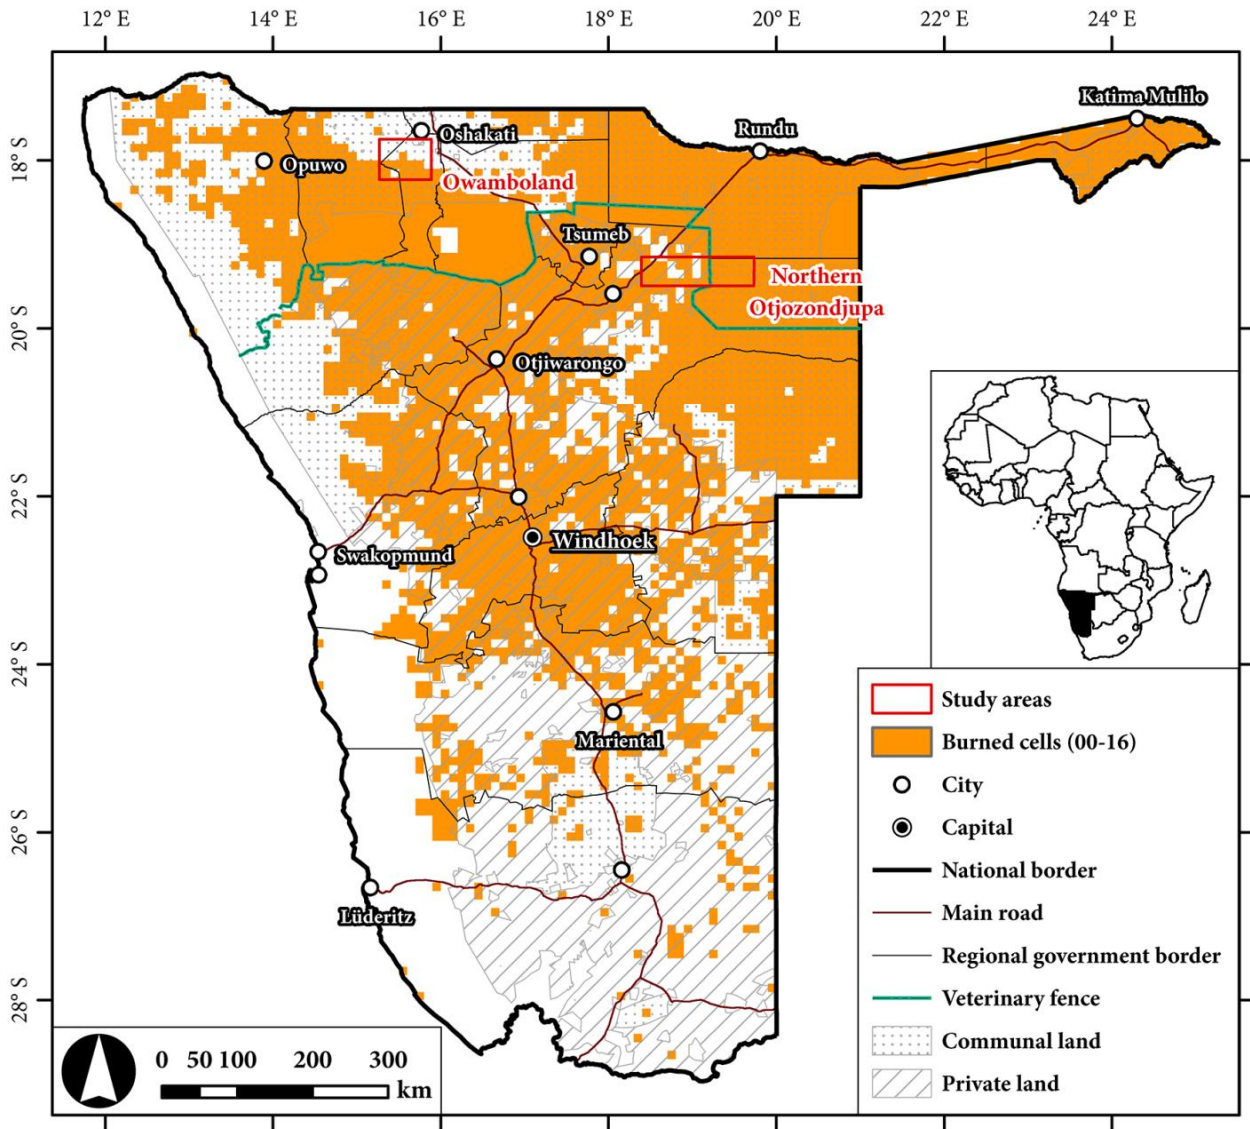 12° E
14° E
16° E
18° E
20° E
22° E
24° E
18°S
20°S
22°S
24°S
26°S
28°S
Katima Mulilo
Rundu
Oshakati
Opuwo
Owamboland
Tsumeb
Northern
Otjozondjupa
Otjiwarongo
Windhoek
Swakopmund
Mariental
Lüderitz
Study areas
Burned cells (00-16)
City
Capital
National border
Main road
Regional government border
Veterinary fence
Communal land
Private land
0 50 100 200 300
km